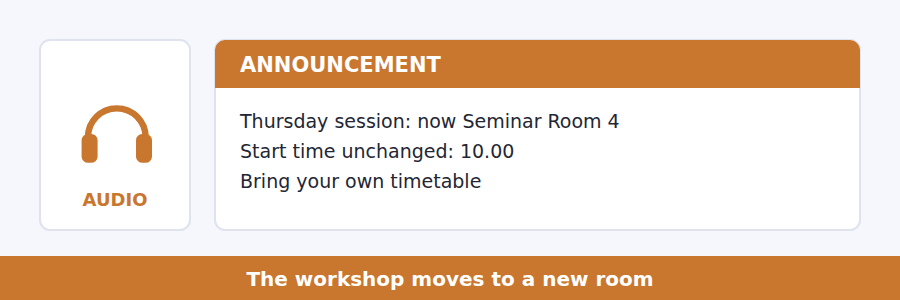 AUDIO
ANNOUNCEMENT
Thursday session: now Seminar Room 4
Start time unchanged: 10.00
Bring your own timetable
The workshop moves to a new room